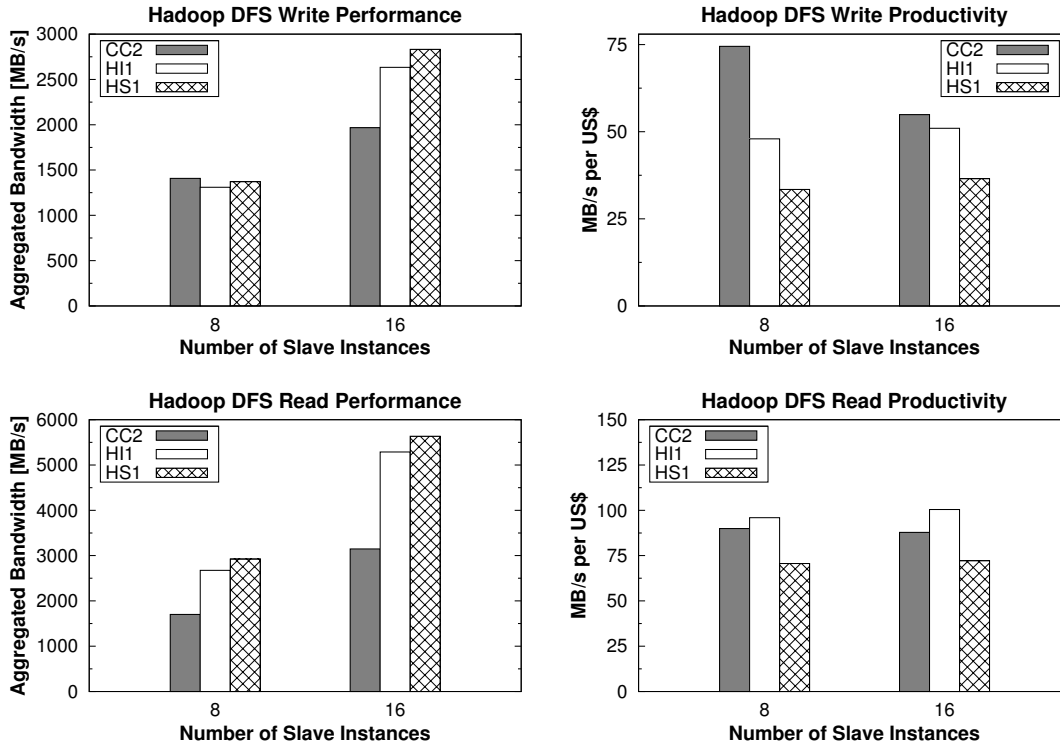 Hadoop DFS Write Performance
Aggregated Bandwidth [MB/s]
3000
2500
2000
1500
1000
500
0
CC2
HI1
HS1
8 16
Number of Slave Instances
Hadoop DFS Write Productivity
MB/s per US$
75
50
25
0
CC2
HI1
HS1
8 16
Number of Slave Instances
Hadoop DFS Read Performance
Aggregated Bandwidth [MB/s]
6000
5000
4000
3000
2000
1000
0
CC2
HI1
HS1
8 16
Number of Slave Instances
Hadoop DFS Read Productivity
MB/s per US$
150
125
100
75
50
25
0
CC2
HI1
HS1
8 16
Number of Slave Instances